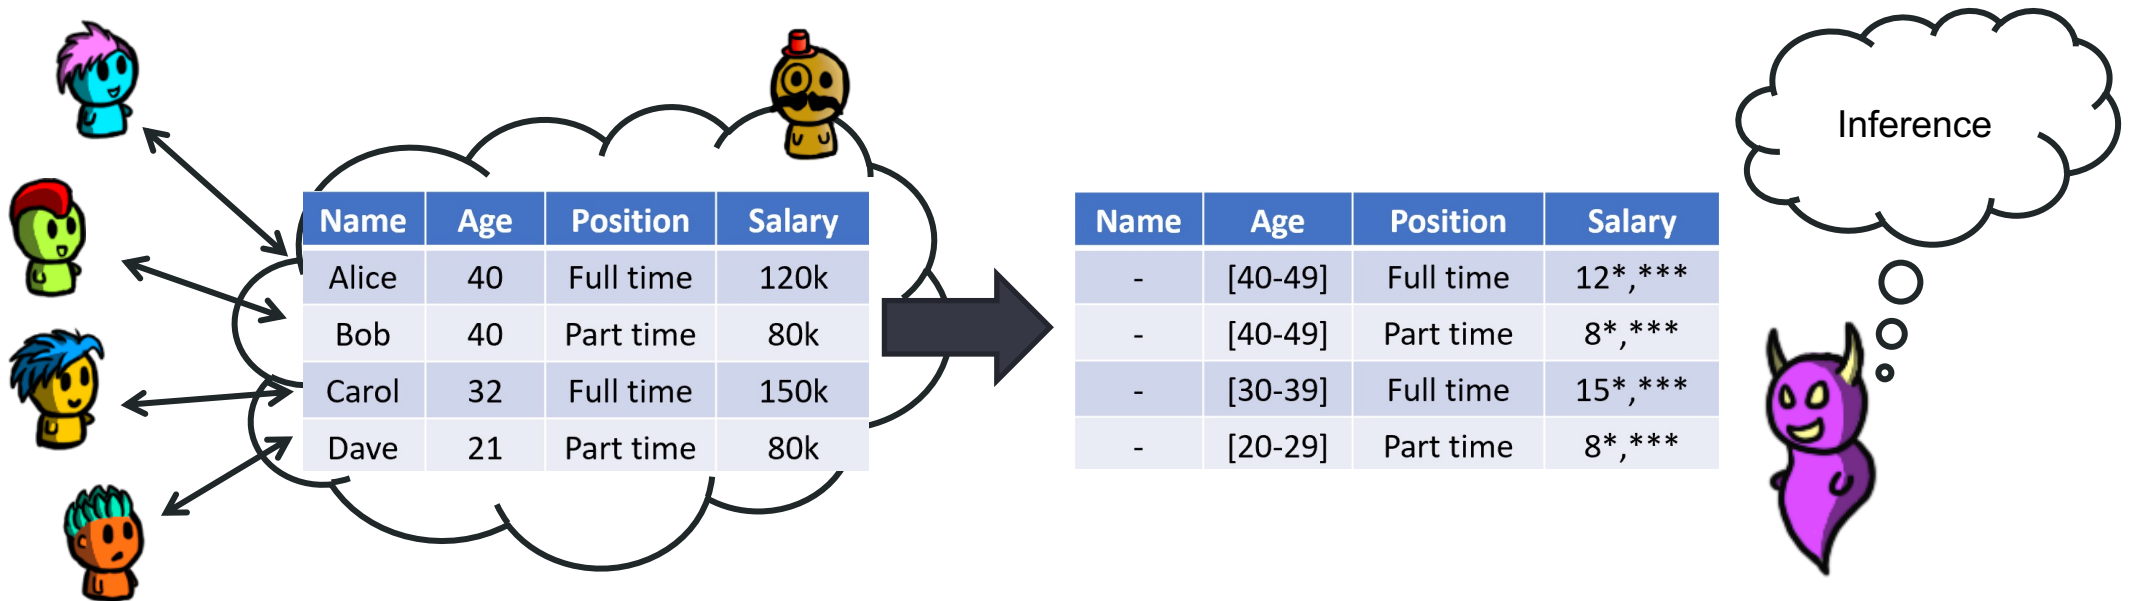 Inference
Name Age Position Salary
Alice 40 Full time 120k
Bob 40 Part time 80k
Carol 32 Full time 150k
Dave 21 Part time 80k
Name Age Position Salary
- [40-49] Full time 12*,***
- [40-49] Part time 8*,***
- [30-39] Full time 15*,***
- [20-29] Part time 8*,***